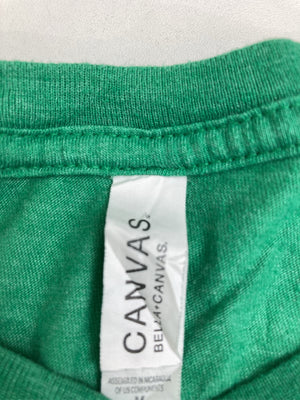 CANVAS.
BELLA+CANVAS.
ASSEMBLED IN NICARAGUA
OF US COMPONENTS
M